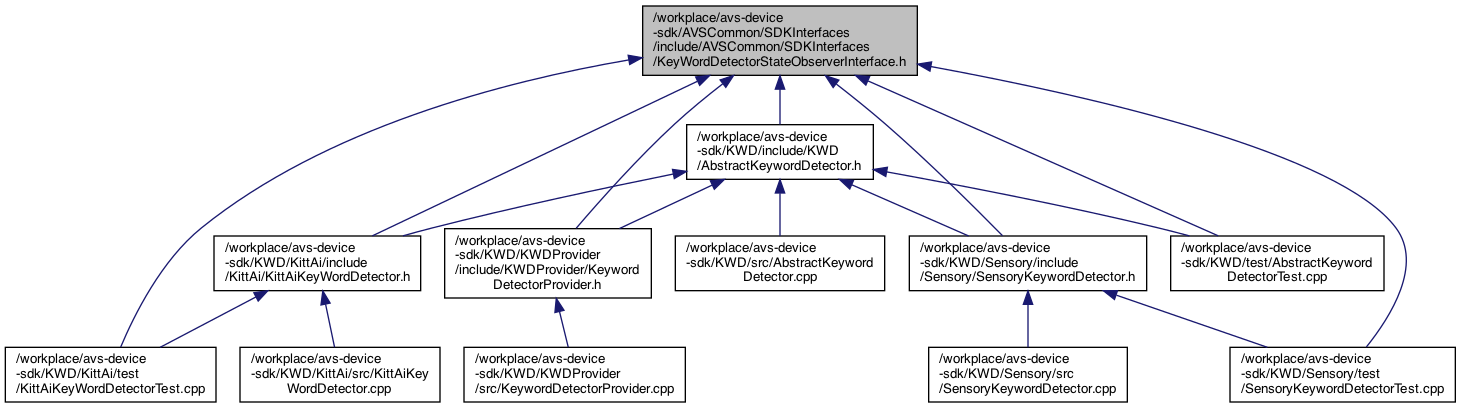 /workplace/avs-device
-sdk/AVSCommon/SDKInterfaces
/include/AVSCommon/SDKInterfaces
/KeyWordDetectorStateObserverInterface.h
/workplace/avs-device
-sdk/KWD/include/KWD
/AbstractKeywordDetector.h
/workplace/avs-device
-sdk/KWD/KittAi/include
/KittAi/KittAiKeyWordDetector.h
/workplace/avs-device
-sdk/KWD/KWDProvider
/include/KWDProvider/Keyword
DetectorProvider.h
/workplace/avs-device
-sdk/KWD/src/AbstractKeyword
Detector.cpp
/workplace/avs-device
-sdk/KWD/Sensory/include
/Sensory/SensoryKeywordDetector.h
/workplace/avs-device
-sdk/KWD/test/AbstractKeyword
DetectorTest.cpp
/workplace/avs-device
-sdk/KWD/KittAi/test
/KittAiKeyWordDetectorTest.cpp
/workplace/avs-device
-sdk/KWD/KittAi/src/KittAiKey
WordDetector.cpp
/workplace/avs-device
-sdk/KWD/KWDProvider
/src/KeywordDetectorProvider.cpp
/workplace/avs-device
-sdk/KWD/Sensory/src
/SensoryKeywordDetector.cpp
/workplace/avs-device
-sdk/KWD/Sensory/test
/SensoryKeywordDetectorTest.cpp